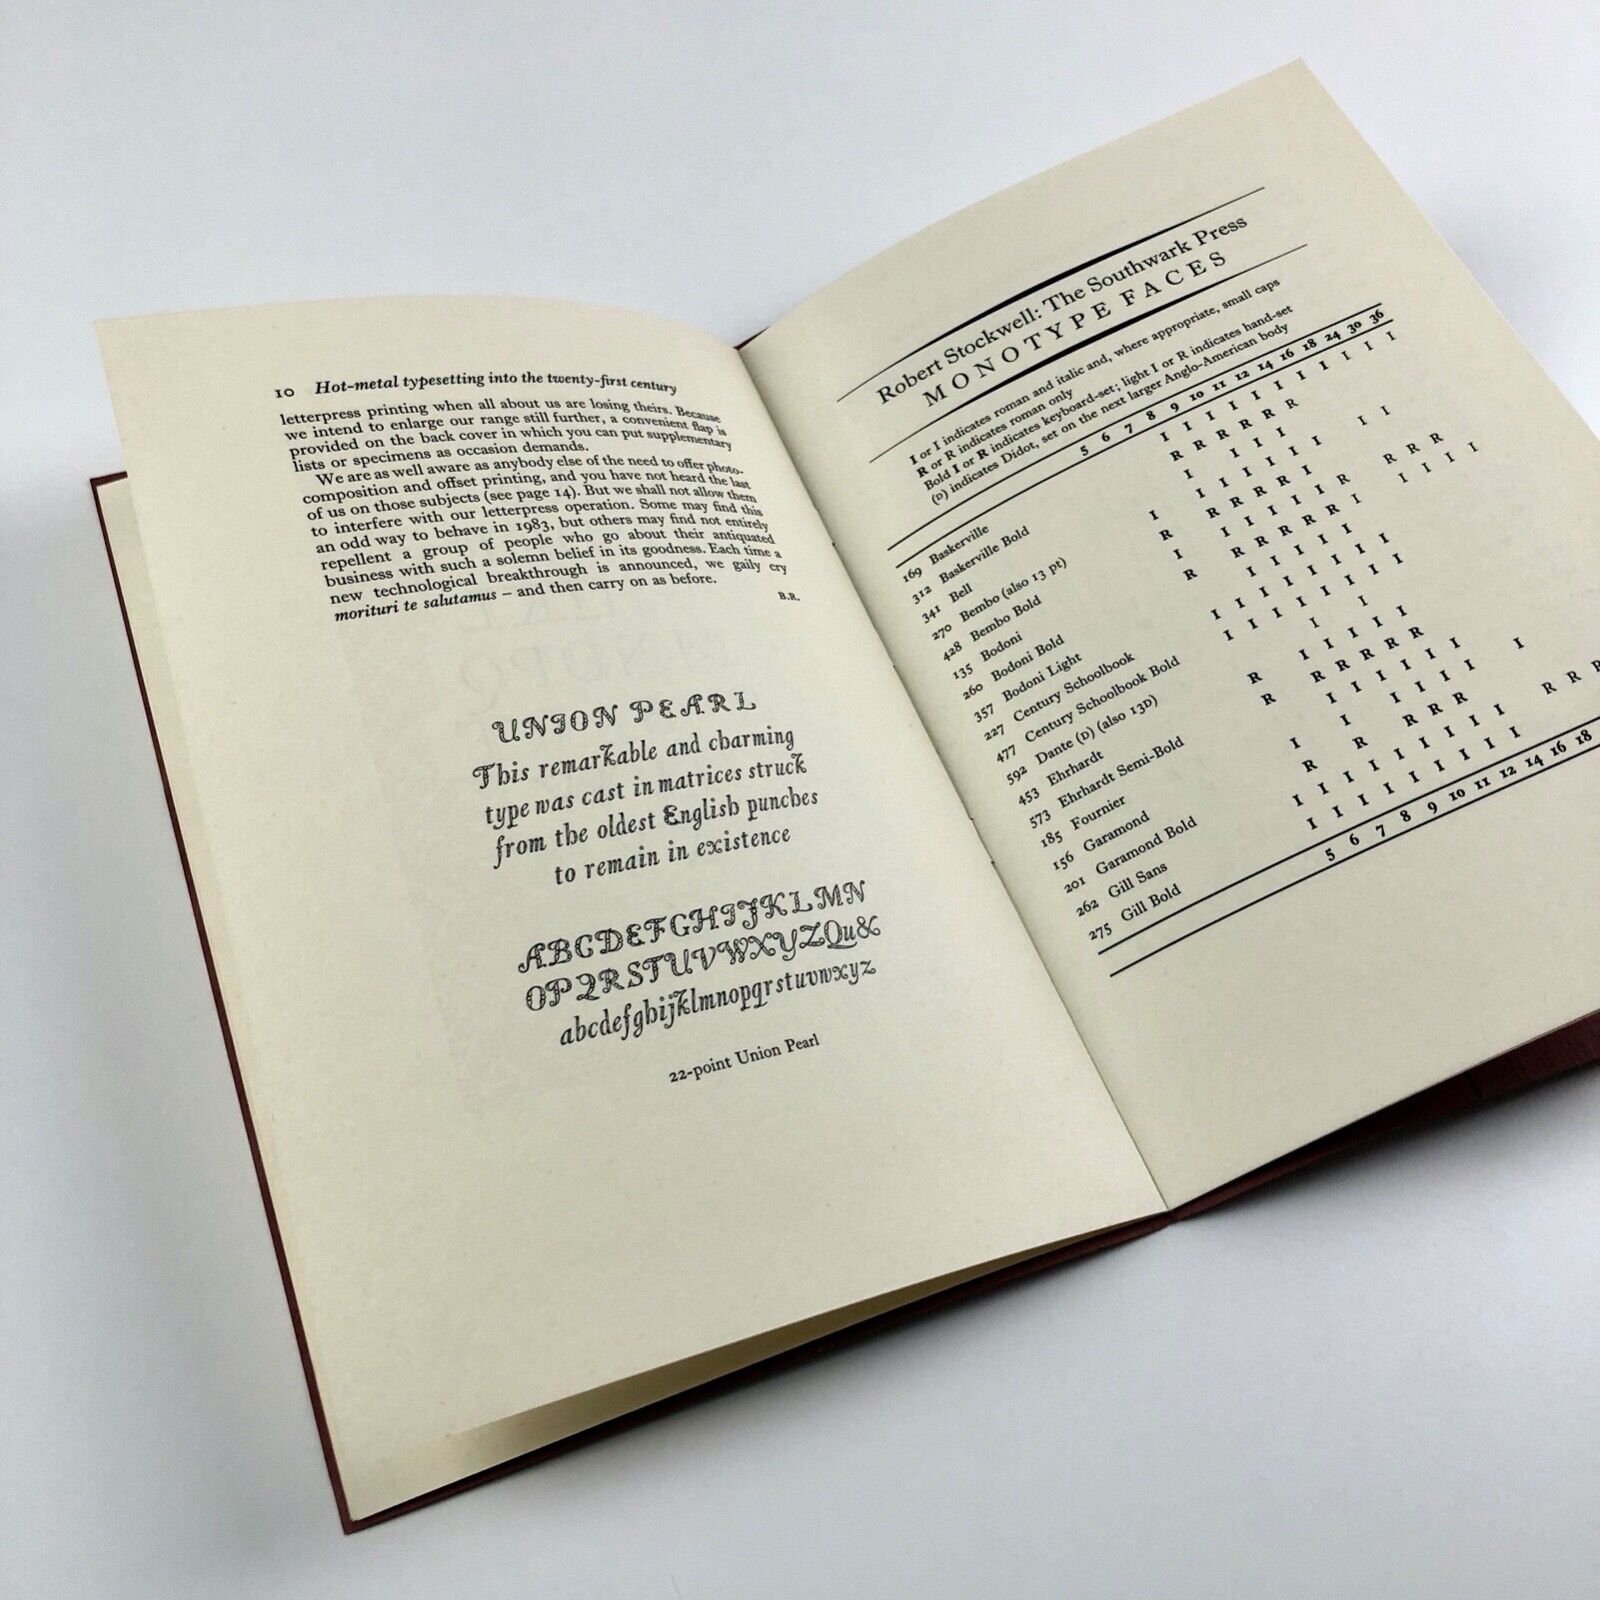 10 Hot-metal typesetting into the twenty-first century
letterpress printing when all about us are losing theirs. Because
we intend to enlarge our range still further, a convenient flap is
provided on the back cover in which you can put supplementary
lists or specimens as occasion demands.
We are as well aware as anybody else of the need to offer photo-
composition and offset printing, and you have not heard the last
of us on those subjects (see page 14). But we shall not allow them
to interfere with our letterpress operation. Some may find this
an odd way to behave in 1983, but others may find not entirely
repellent a group of people who go about their antiquated
business with such a solemn belief in its goodness. Each time a
new technological breakthrough is announced, we gaily cry
morituri te salutamus – and then carry on as before.
B.R.
UNION PEARL
This remarkable and charming
type was cast in matrices struck
from the oldest English punches
to remain in existence
ABCDEFGHIJKLMN
OPQRSTUVWXYZQu&
abcdefghijklmnopqrstuvwxyz
22-point Union Pearl
Robert Stockwell: The Southwark Press
MONOTYPE FACES
I or I indicates roman and italic and, where appropriate, small caps
R or R indicates roman only
Bold I or R indicates keyboard-set; light I or R indicates hand-set
(D) indicates Didot, set on the next larger Anglo-American body
5 6 7 8 9 10 11 12 14 16 18 24 30 36
169 Baskerville
312 Baskerville Bold
341 Bell
270 Bembo (also 13 pt)
428 Bembo Bold
135 Bodoni
260 Bodoni Bold
357 Bodoni Light
227 Century Schoolbook
477 Century Schoolbook Bold
592 Dante (D) (also 13D)
453 Ehrhardt
573 Ehrhardt Semi-Bold
185 Fournier
156 Garamond
201 Garamond Bold
262 Gill Sans
275 Gill Bold
5 6 7 8 9 10 11 12 14 16 18